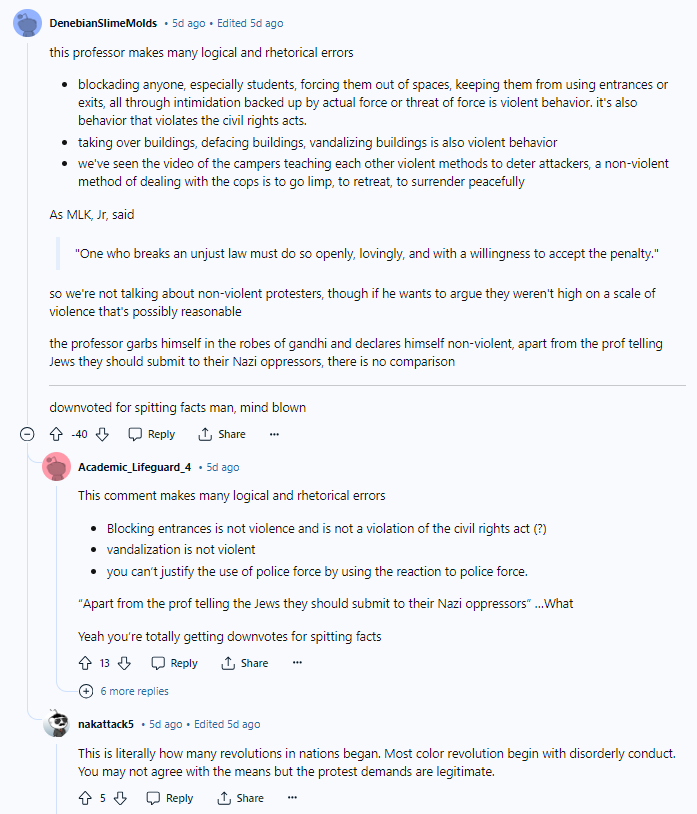 DenebianSlimeMolds • 5d ago • Edited 5d ago
this professor makes many logical and rhetorical errors
• blockading anyone, especially students, forcing them out of spaces, keeping them from using entrances or
exits, all through intimidation backed up by actual force or threat of force is violent behavior. it's also
behavior that violates the civil rights acts.
• taking over buildings, defacing buildings, vandalizing buildings is also violent behavior
• we've seen the video of the campers teaching each other violent methods to deter attackers, a non-violent
method of dealing with the cops is to go limp, to retreat, to surrender peacefully
As MLK, Jr, said
"One who breaks an unjust law must do so openly, lovingly, and with a willingness to accept the penalty."
so we're not talking about non-violent protesters, though if he wants to argue they weren't high on a scale of
violence that's possibly reasonable
the professor garbs himself in the robes of gandhi and declares himself non-violent, apart from the prof telling
Jews they should submit to their Nazi oppressors, there is no comparison
downvoted for spitting facts man, mind blown
-40 Reply Share ...
Academic_Lifeguard_4 • 5d ago
This comment makes many logical and rhetorical errors
• Blocking entrances is not violence and is not a violation of the civil rights act (?)
• vandalization is not violent
• you can't justify the use of police force by using the reaction to police force.
“Apart from the prof telling the Jews they should submit to their Nazi oppressors” ...What
Yeah you're totally getting downvotes for spitting facts
13 Reply Share ...
6 more replies
nakattack5 • 5d ago • Edited 5d ago
This is literally how many revolutions in nations began. Most color revolution begin with disorderly conduct.
You may not agree with the means but the protest demands are legitimate.
5 Reply Share ...